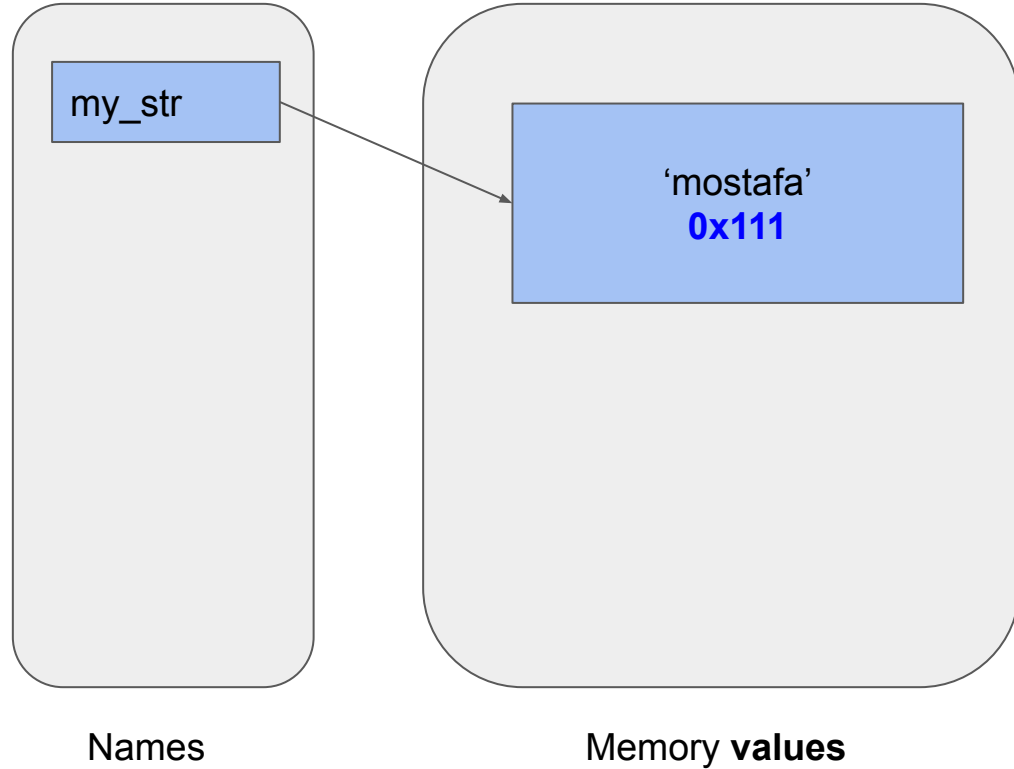 my_str
‘mostafa’
0x111
Names
Memory values